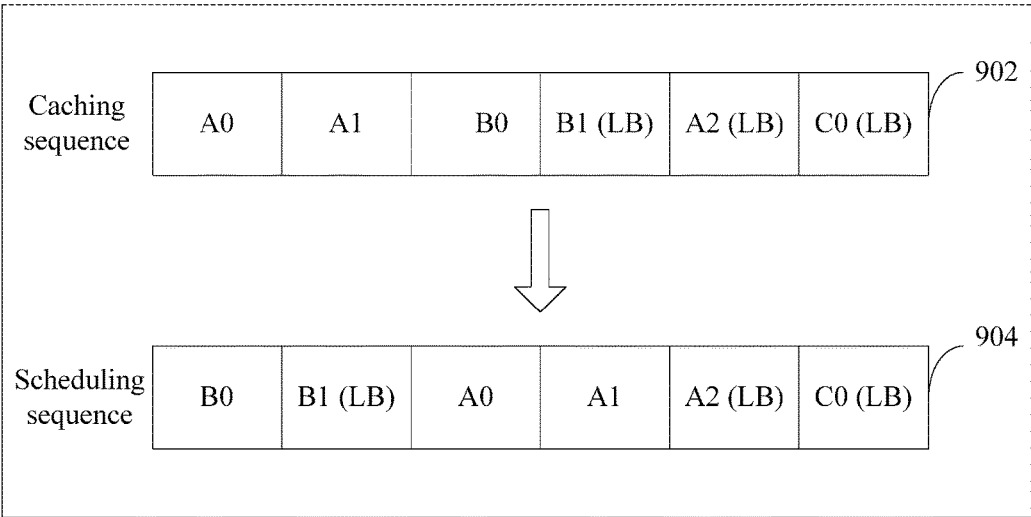 902
Caching
sequence
A0 A1 B0 B1 (LB) A2 (LB) C0 (LB)
904
Scheduling
sequence
B0 B1 (LB) A0 A1 A2 (LB) C0 (LB)